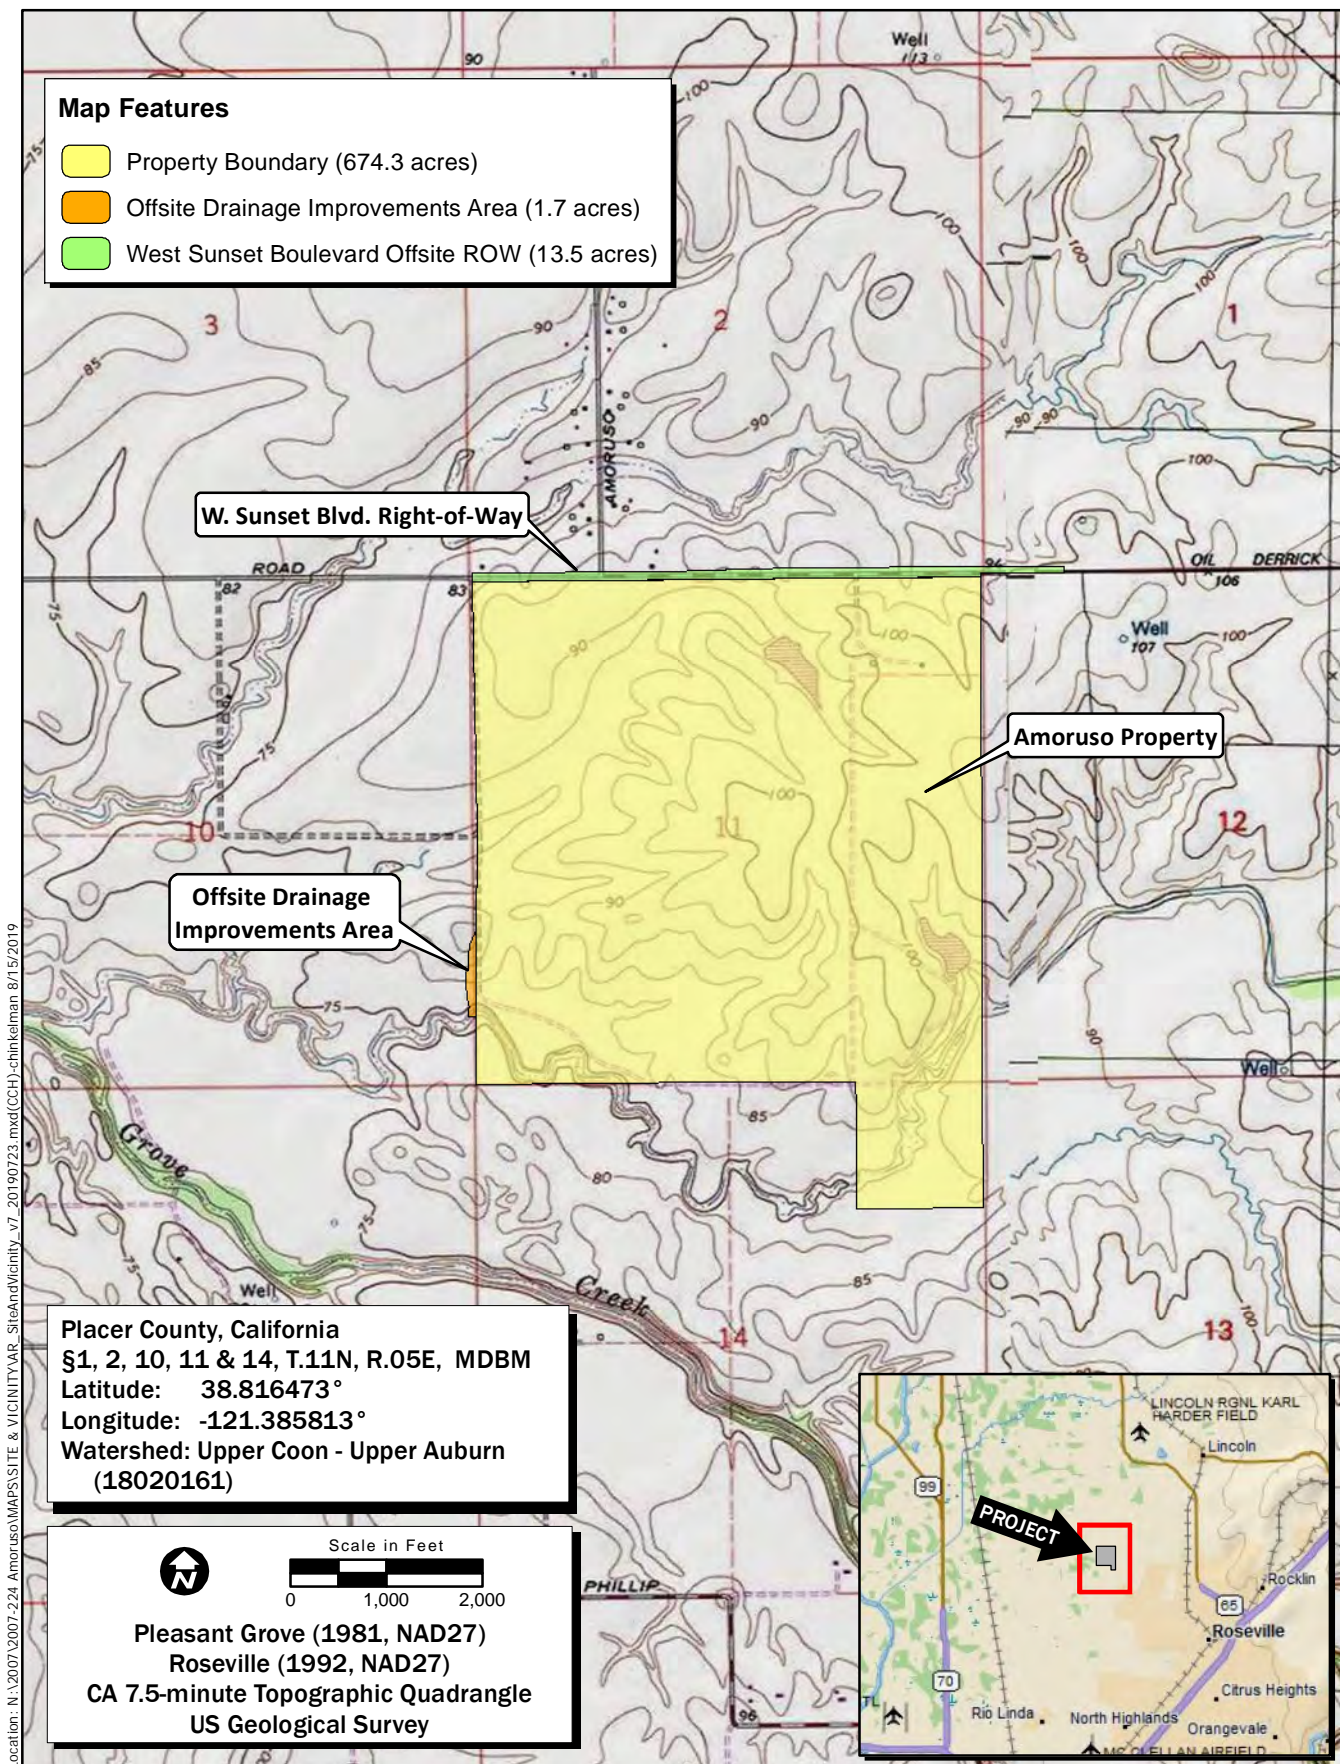 Well
113
90
Map Features
Property Boundary (674.3 acres)
Offsite Drainage Improvements Area (1.7 acres)
West Sunset Boulevard Offsite ROW (13.5 acres)
100
75
100
100
100
3
2
1
90
85
90
90 90
100
AMORUSO
W. Sunset Blvd. Right-of-Way
ROAD
82
83
OIL DERRICK
106
75
90
100
Well
107
100
75
Amoruso Property
100
10
11
12
Offsite Drainage
Improvements Area
90
100
75
90
Well
Grove
85
80
75
75
Well
Creek
85
100
14
13
Placer County, California
§1, 2, 10, 11 & 14, T.11N, R.05E, MDBM
Latitude: 38.816473°
Longitude: -121.385813°
Watershed: Upper Coon - Upper Auburn
(18020161)
N
Scale in Feet
0 1,000 2,000
Pleasant Grove (1981, NAD27)
Roseville (1992, NAD27)
CA 7.5-minute Topographic Quadrangle
US Geological Survey
PHILLIP
96
LINCOLN RGNL KARL
HARDER FIELD
Lincoln
99
PROJECT
Rocklin
65
Roseville
70
Citrus Heights
Rio Linda
North Highlands
Orangevale
MC CLELLAN AIRFIELD
Location: N:\2007\2007-224 Amoruso\MAPS\SITE & VICINITY\AR_SiteAndVicinity_v7_20190723.mxd(CCH)-chinkelman 8/15/2019